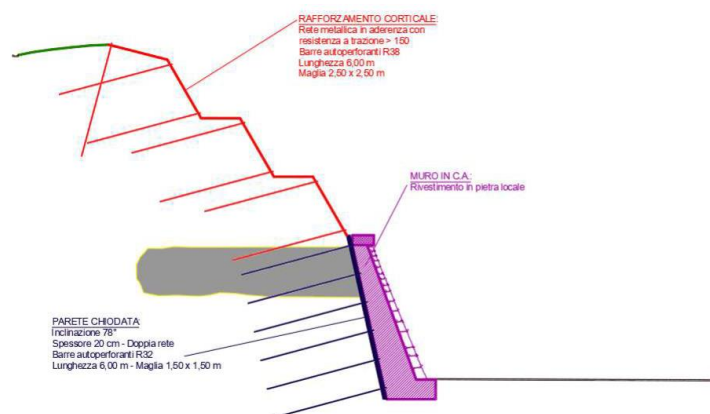 RAFFORZAMENTO CORTICALE:
Rete metallica in aderenza con
resistenza a trazione > 150
Barre autoperforanti R38
Lunghezza 6,00 m
Maglia 2,50 x 2,50 m
MURO IN C.A.:
Rivestimento in pietra locale
PARETE CHIODATA:
Inclinazione 78°
Spessore 20 cm - Doppia rete
Barre autoperforanti R32
Lunghezza 6,00 m - Maglia 1,50 x 1,50 m